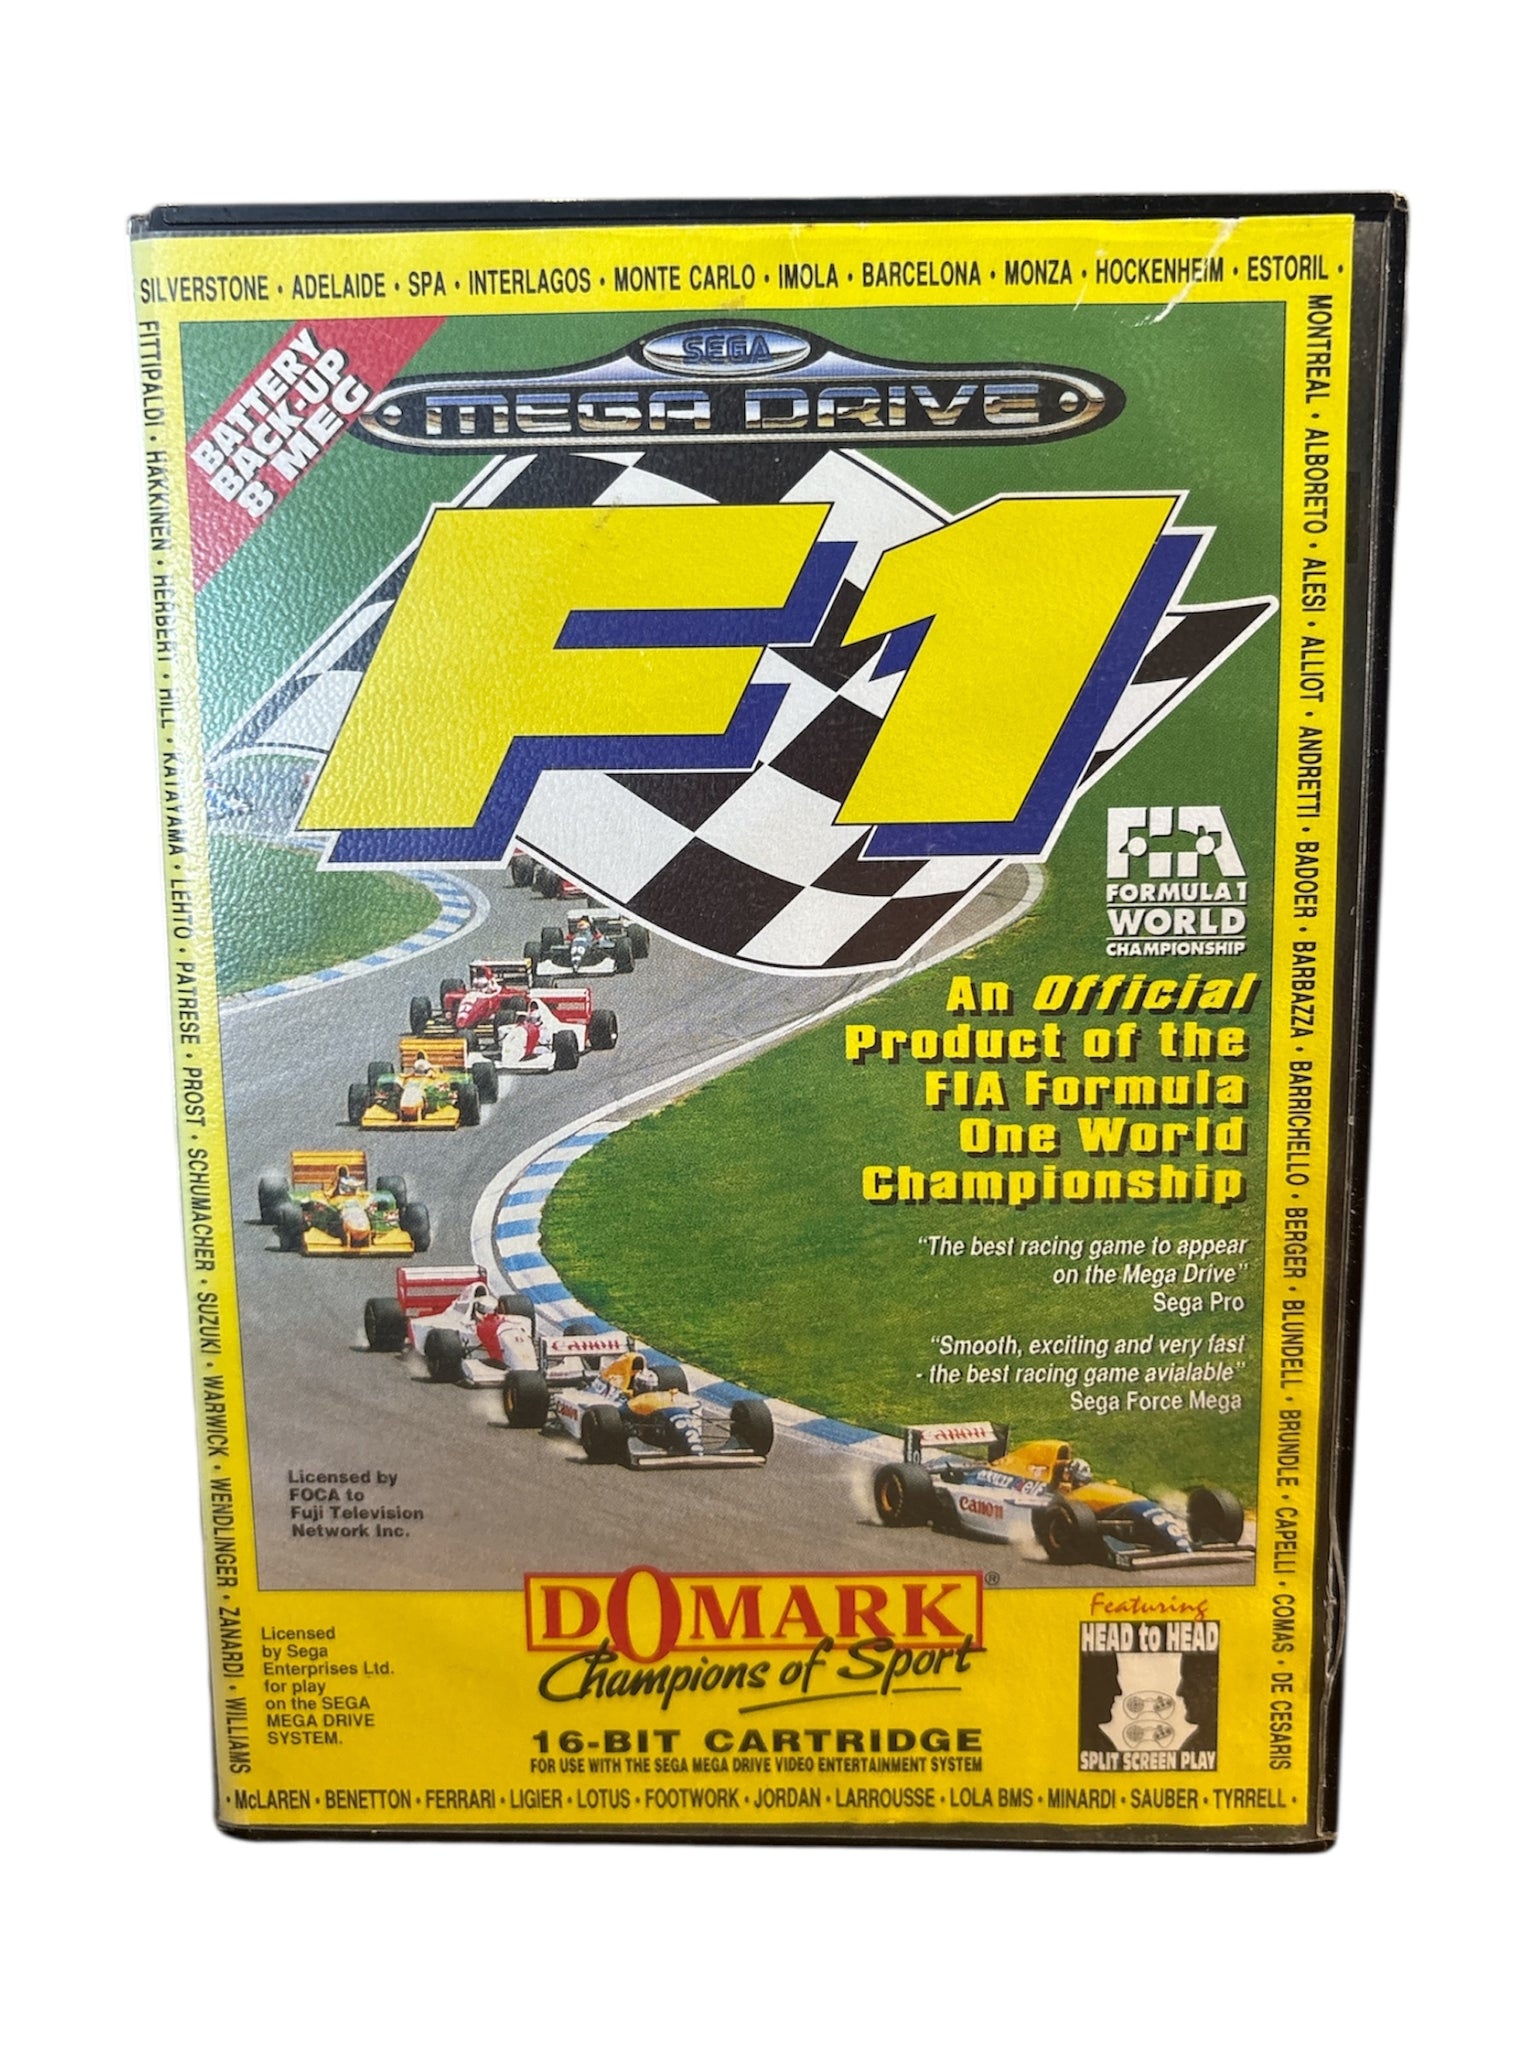 SILVERSTONE · ADELAIDE · SPA · INTERLAGOS · MONTE CARLO · IMOLA · BARCELONA · MONZA · HOCKENHEIM · ESTORIL ·
MONTREAL · ALBORETO · ALESI · ALLIOT · ANDRETTI · BADOER · BARBAZZA · BARRICHELLO · BERGER · BLUNDELL · BRUNDLE · CAPELLI · COMAS · DE CESARIS
FITTIPALDI · HAKKINEN · HERBERT · HILL · KATAYAMA · LEHTO · PATRESE · PROST · SCHUMACHER · SUZUKI · WARWICK · WENDLINGER · ZANARDI · WILLIAMS
BATTERY
BACK-UP
8 MEG
SEGA
MEGA DRIVE
F1
FIA
FORMULA 1
WORLD
CHAMPIONSHIP
An Official
Product of the
FIA Formula
One World
Championship
"The best racing game to appear
on the Mega Drive"
Sega Pro
"Smooth, exciting and very fast
- the best racing game avialable"
Sega Force Mega
Canon
Canon
Canon
Canon
elf
Licensed by
FOCA to
Fuji Television
Network Inc.
DOMARK ®
Champions of Sport
Licensed
by Sega
Enterprises Ltd.
for play
on the SEGA
MEGA DRIVE
SYSTEM.
16-BIT CARTRIDGE
FOR USE WITH THE SEGA MEGA DRIVE VIDEO ENTERTAINMENT SYSTEM
Featuring
HEAD to HEAD
SPLIT SCREEN PLAY
· McLAREN · BENETTON · FERRARI · LIGIER · LOTUS · FOOTWORK · JORDAN · LARROUSSE · LOLA BMS · MINARDI · SAUBER · TYRRELL ·